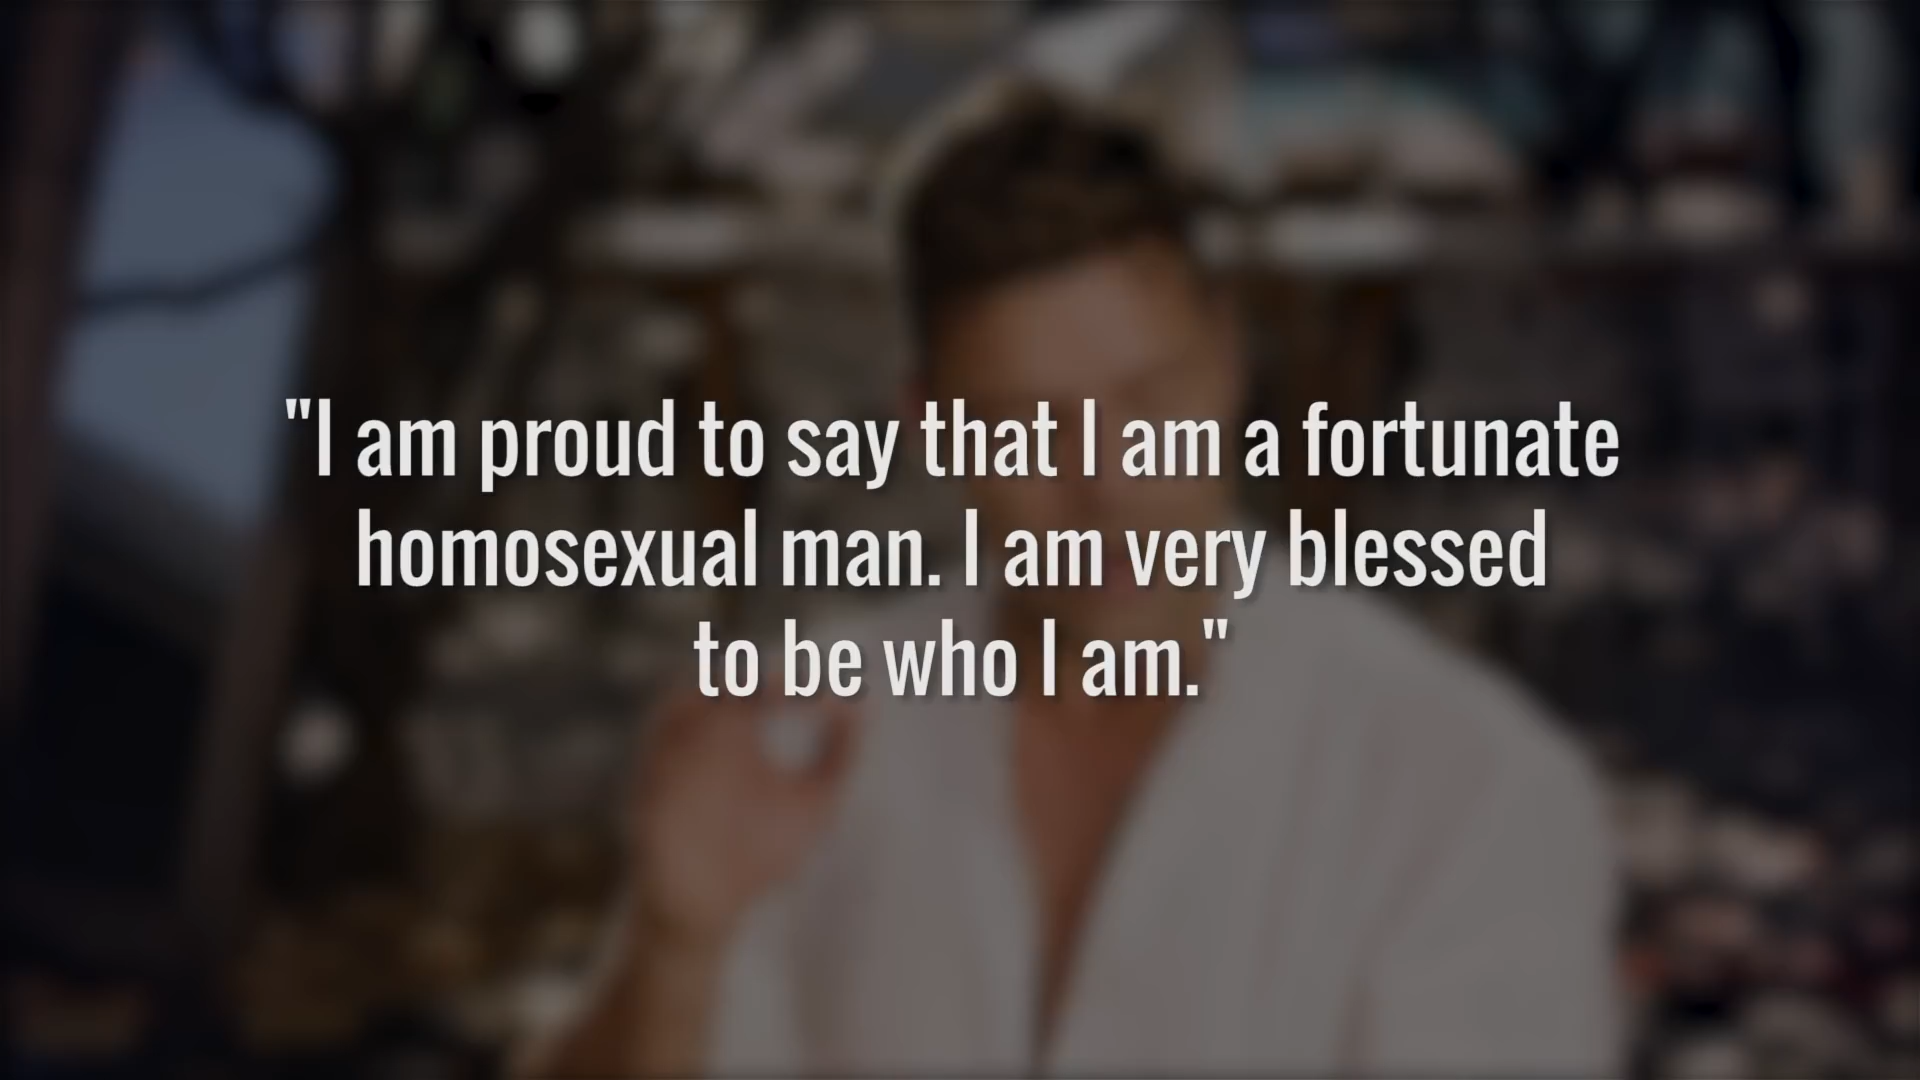 "I am proud to say that I am a fortunate
homosexual man. I am very blessed
to be who I am."